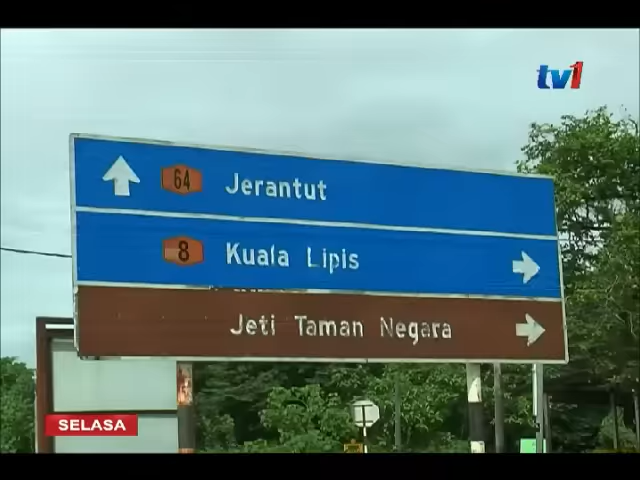 tv1
64 Jerantut
8 Kuala Lipis
Jeti Taman Negara
SELASA